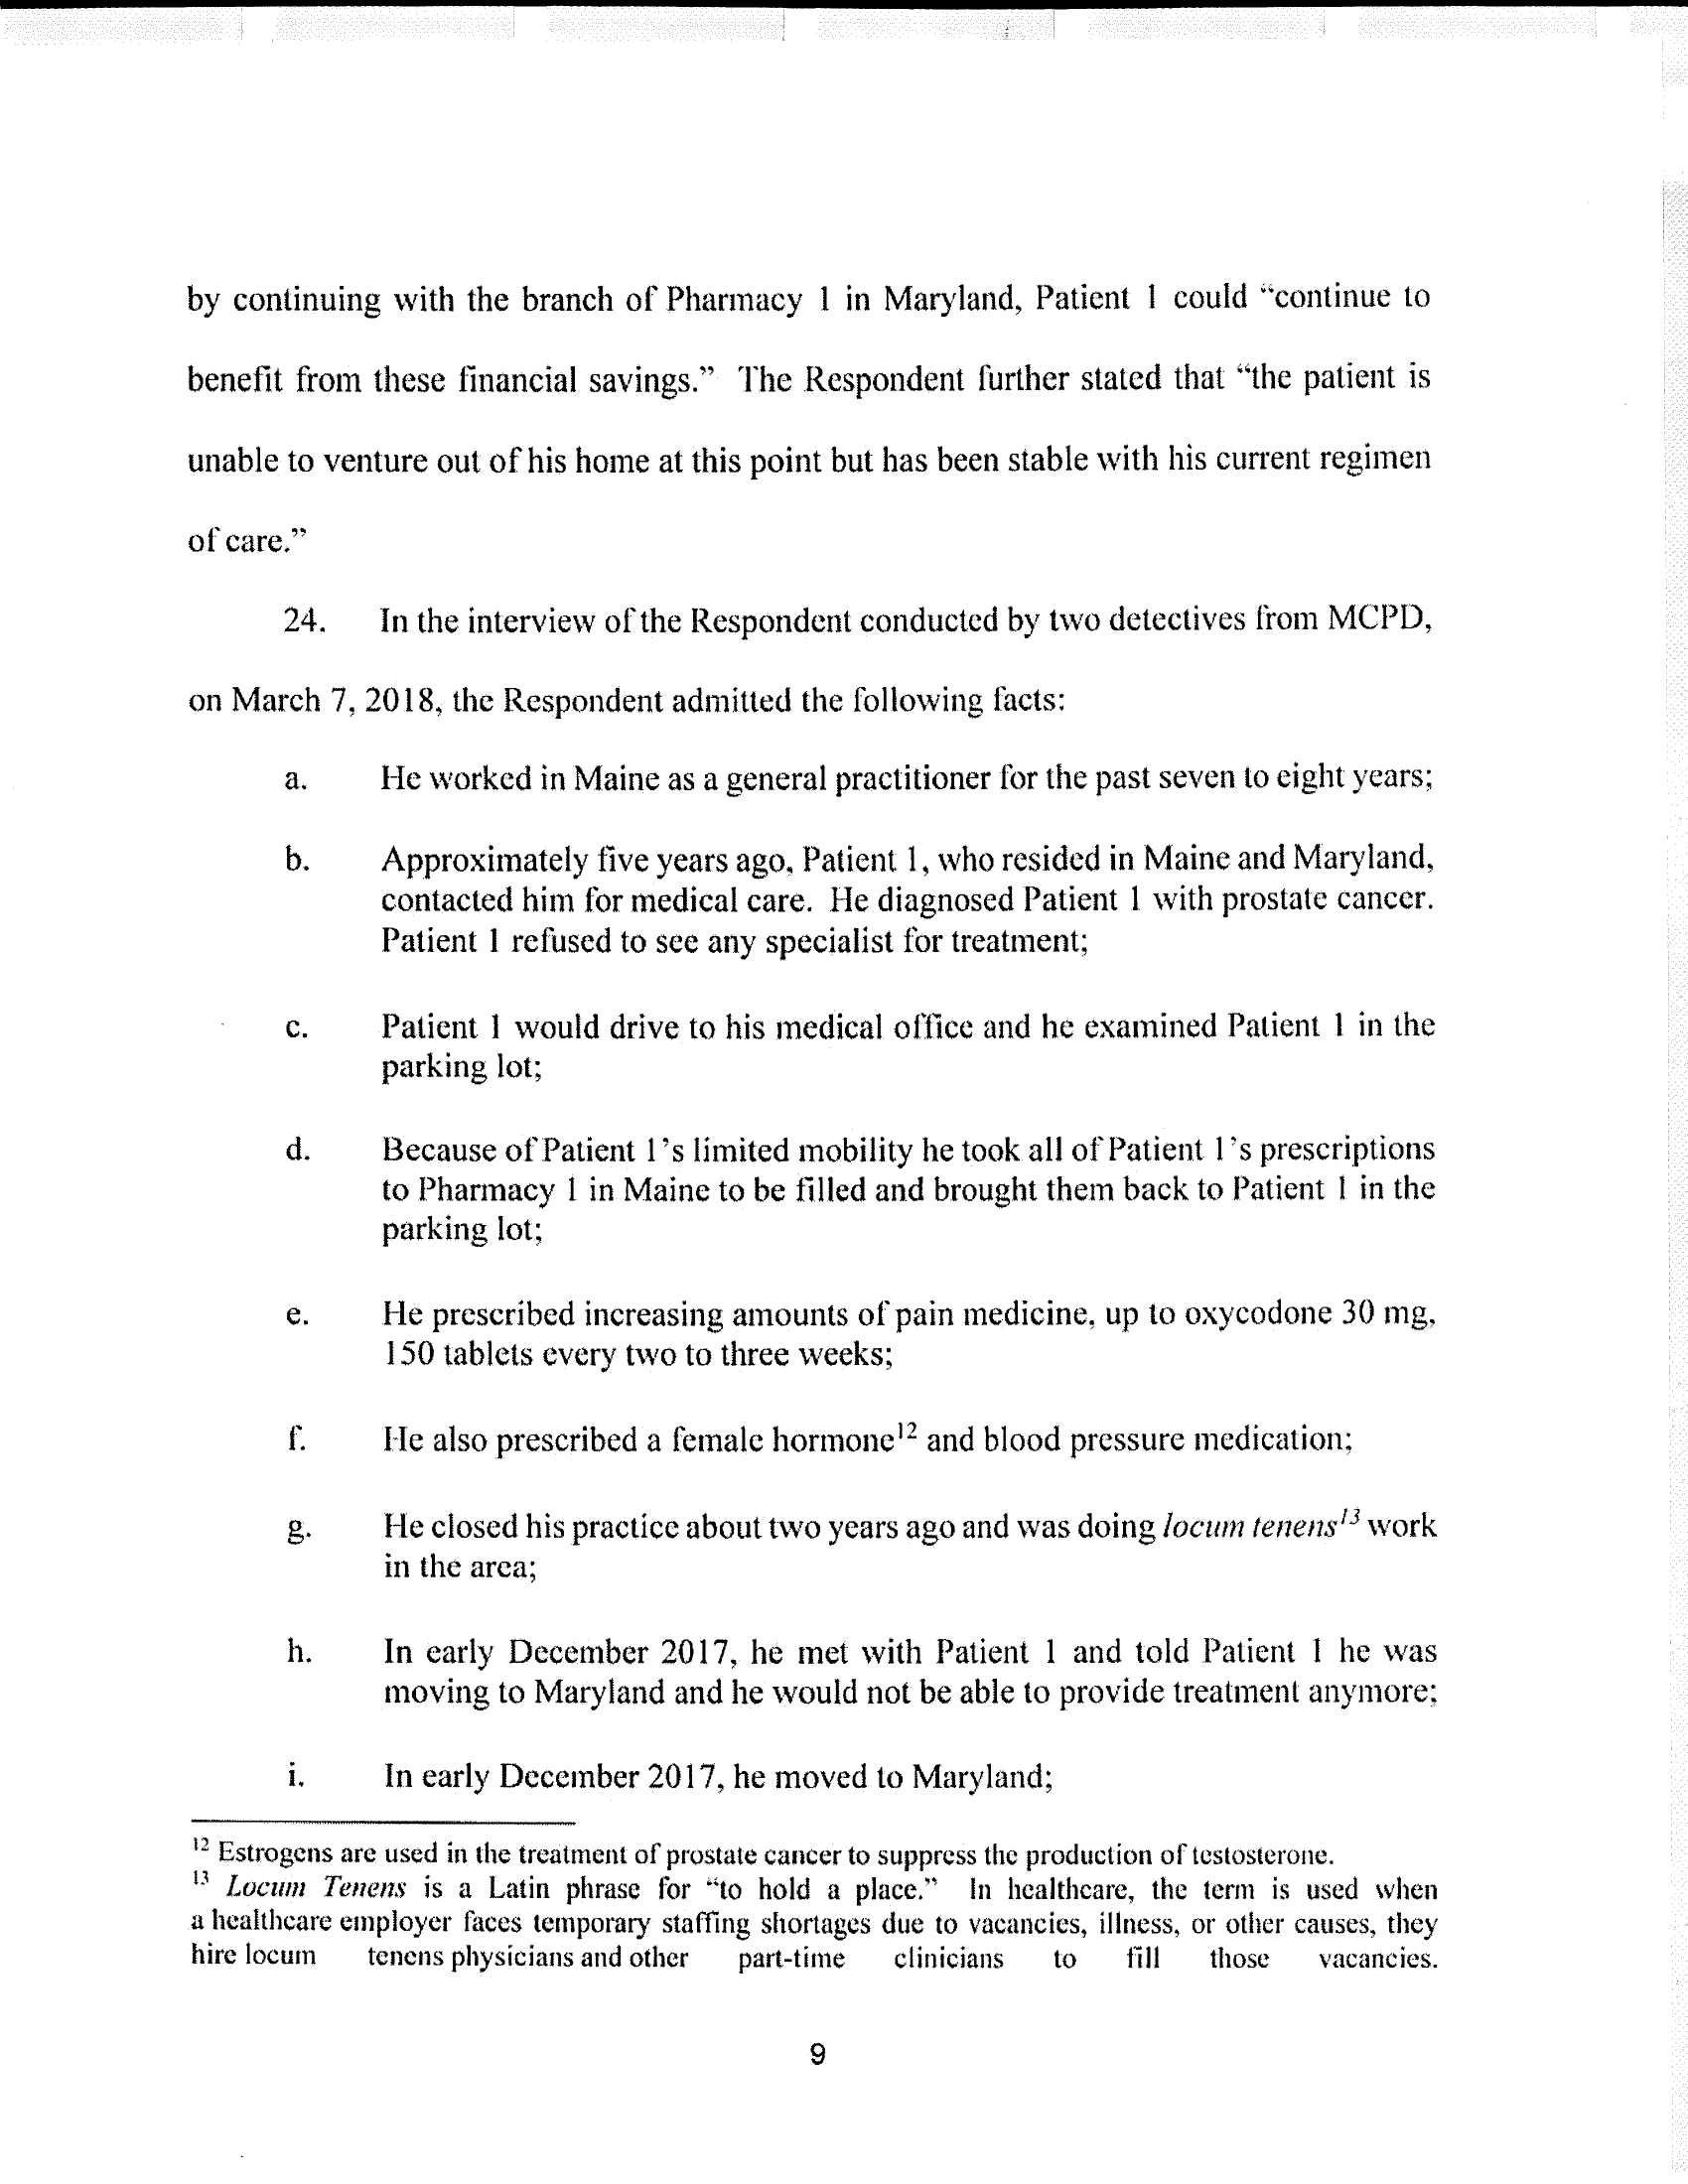 by continuing with the branch of Pharmacy 1 in Maryland, Patient 1 could “continue to
benefit from these financial savings.” The Respondent further stated that “the patient is
unable to venture out of his home at this point but has been stable with his current regimen
of care.”
24. In the interview of the Respondent conducted by two detectives from MCPD,
on March 7, 2018, the Respondent admitted the following facts:
a. He worked in Maine as a general practitioner for the past seven to eight years;
b. Approximately five years ago, Patient 1, who resided in Maine and Maryland,
contacted him for medical care. He diagnosed Patient 1 with prostate cancer.
Patient 1 refused to see any specialist for treatment;
c. Patient 1 would drive to his medical office and he examined Patient 1 in the
parking lot;
d. Because of Patient 1’s limited mobility he took all of Patient 1’s prescriptions
to Pharmacy 1 in Maine to be filled and brought them back to Patient 1 in the
parking lot;
e. He prescribed increasing amounts of pain medicine, up to oxycodone 30 mg,
150 tablets every two to three weeks;
f. He also prescribed a female hormone12 and blood pressure medication;
g. He closed his practice about two years ago and was doing locum tenens13 work
in the area;
h. In early December 2017, he met with Patient 1 and told Patient 1 he was
moving to Maryland and he would not be able to provide treatment anymore;
i. In early December 2017, he moved to Maryland;
12 Estrogens are used in the treatment of prostate cancer to suppress the production of testosterone.
13 Locum Tenens is a Latin phrase for “to hold a place.” In healthcare, the term is used when
a healthcare employer faces temporary staffing shortages due to vacancies, illness, or other causes, they
hire locum tenens physicians and other part-time clinicians to fill those vacancies.
9